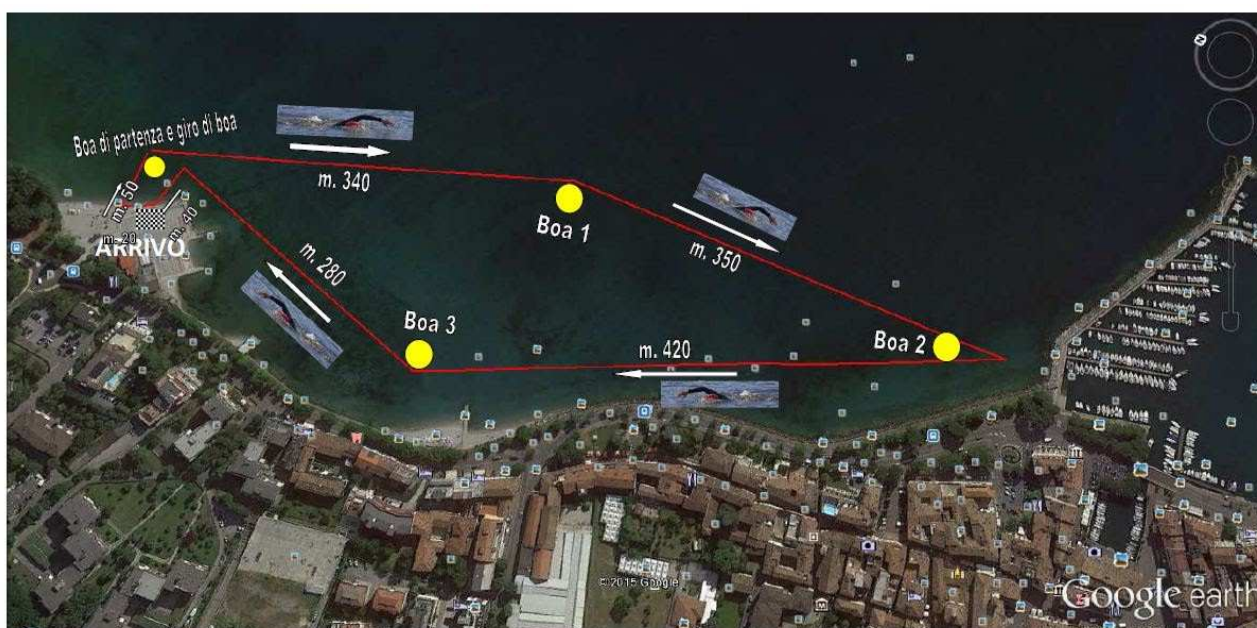 Boa di partenza e giro di boa
m. 340
m. 50
m. 40
m. 20
ARRIVO
Boa 1
m. 350
m. 280
Boa 3
Boa 2
m. 420
©2015 Google
Google earth